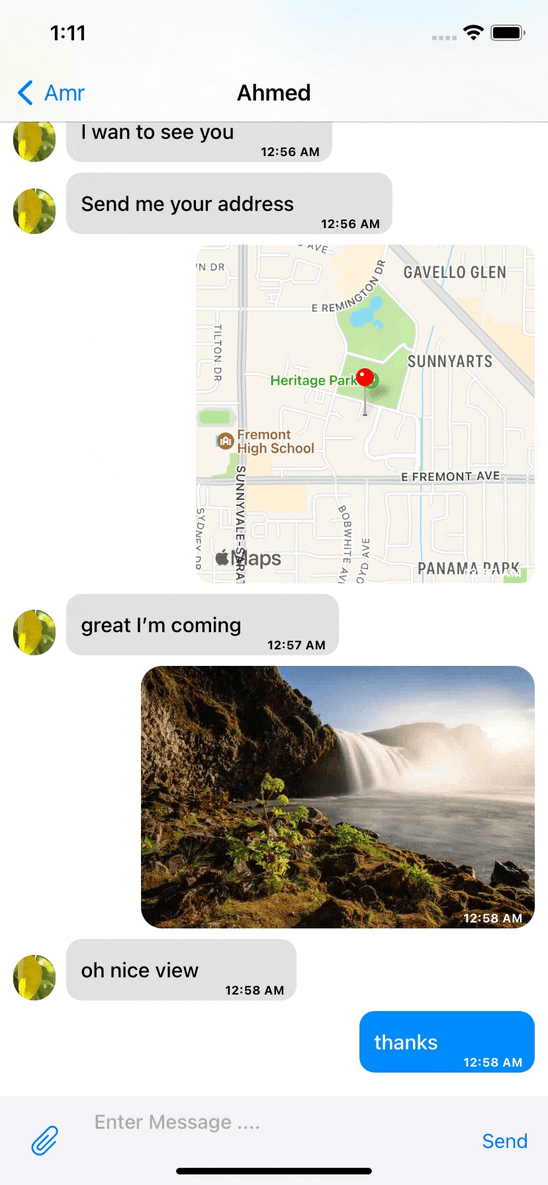 1:11
Amr
Ahmed
I wan to see you
12:56 AM
Send me your address
12:56 AM
AVE
N DR
GAVELLO GLEN
E REMINGTON DR
TILTON DR
SUNNYARTS
Heritage Park
Fremont
High School
E FREMONT AVE
SUNNYVALE-SARAT
SYDNEY DR
BOBWHITE AV
OYD AVE
Maps
PANAMA PARK
great I’m coming
12:57 AM
12:58 AM
oh nice view
12:58 AM
thanks
12:58 AM
Enter Message ....
Send